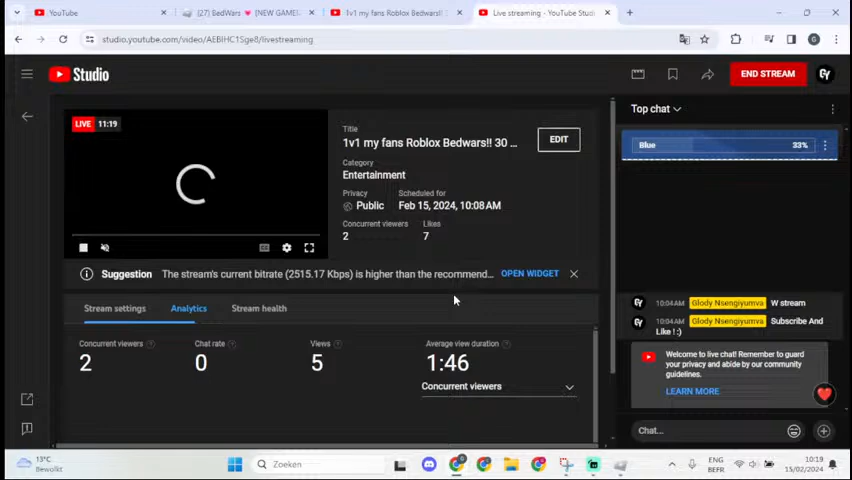 YouTube
(27) BedWars ❤ [NEW GAME!
-1v1 my fans Roblox Bedwars!!
Live streaming - YouTube Studi
studio.youtube.com/video/AEBIHC1Sge8/livestreaming
G
Studio
END STREAM
GY
LIVE 11:19
Title
1v1 my fans Roblox Bedwars!! 30 ...
EDIT
Category
Entertainment
Privacy
Public
Scheduled for
Feb 15, 2024, 10:08 AM
Concurrent viewers
2
Likes
7
Suggestion The stream's current bitrate (2515.17 Kbps) is higher than the recommend... OPEN WIDGET
Stream settings
Analytics
Stream health
Concurrent viewers
2
Chat rate
0
Views
5
Average view duration
1:46
Concurrent viewers
Top chat
Blue 33%
10:04AM Glody Nsengiyumva W stream
10:04AM Glody Nsengiyumva Subscribe And
Like ! :)
Welcome to live chat! Remember to guard
your privacy and abide by our community
guidelines.
LEARN MORE
Chat...
13°C
Bewolkt
Zoeken
ENG
BEFR
10:19
15/02/2024